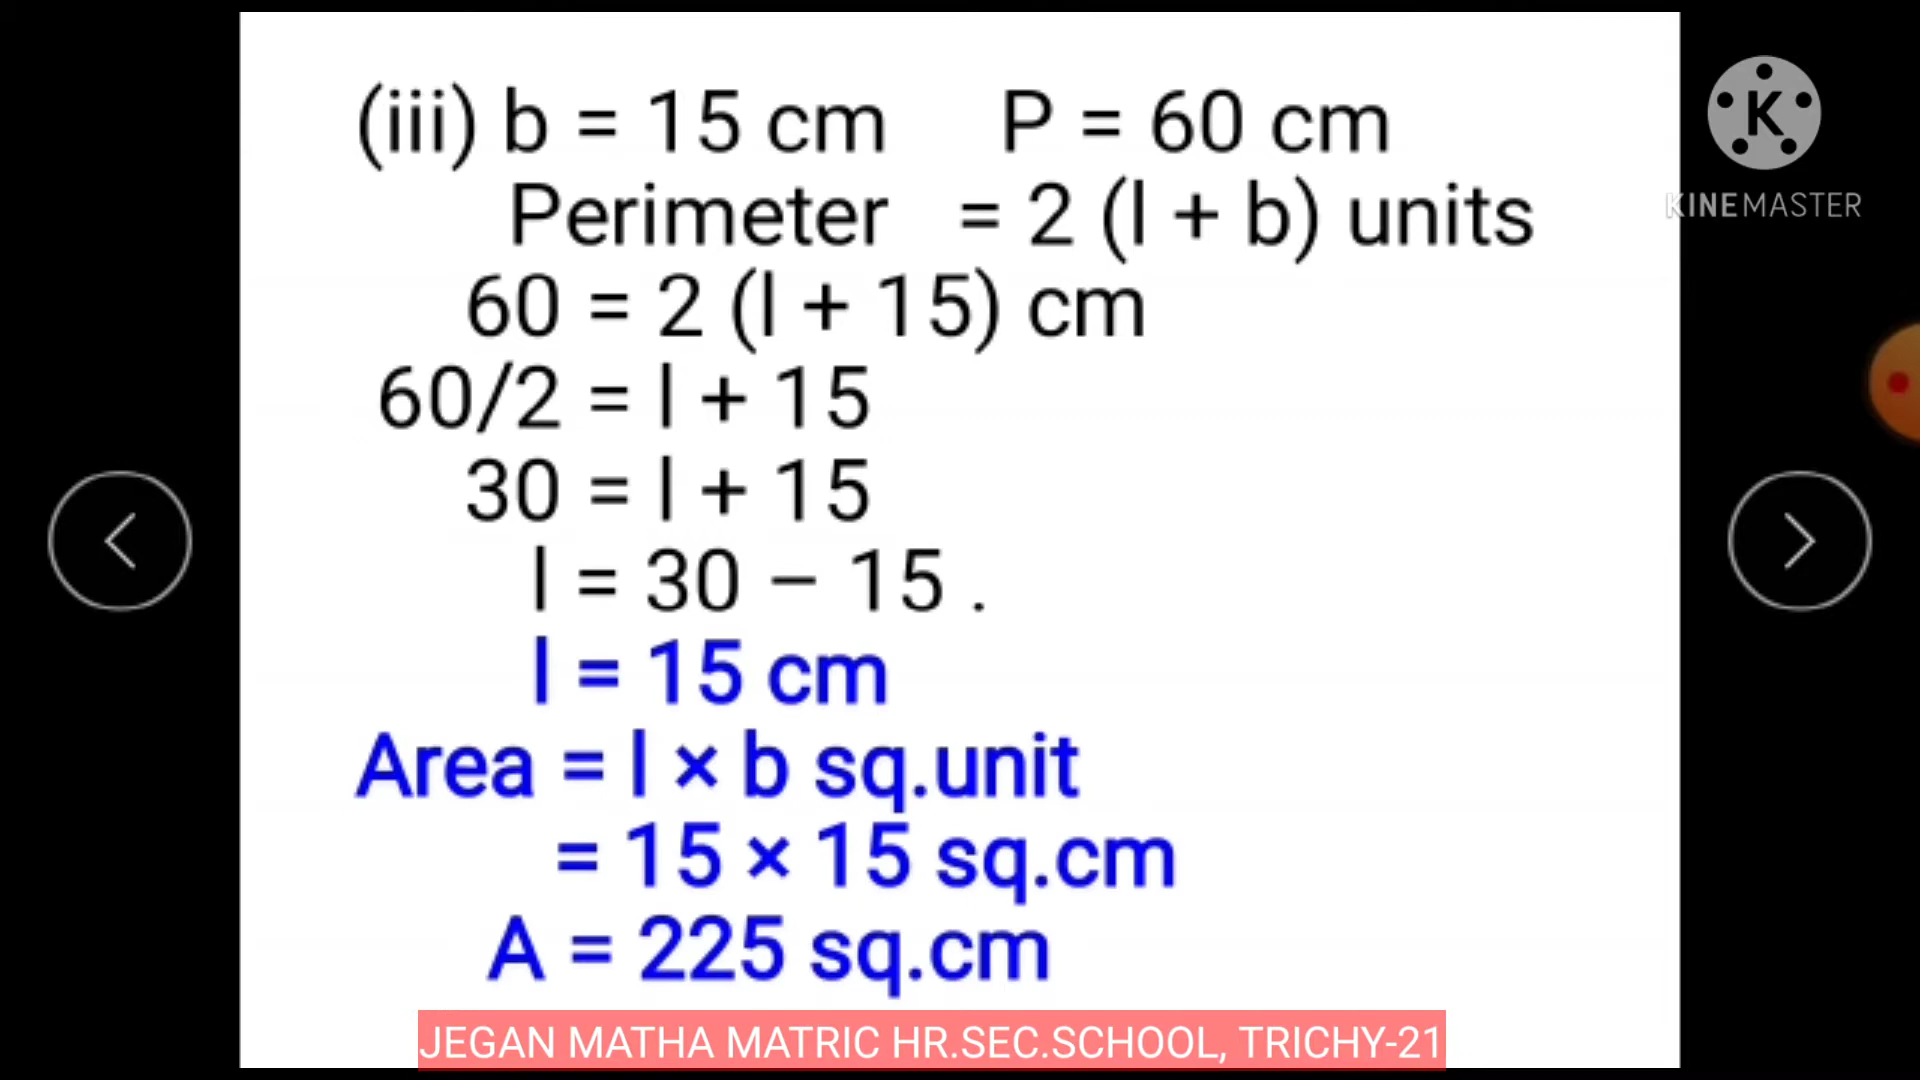 (iii) b = 15 cm P = 60 cm
Perimeter = 2 (l + b) units
60 = 2 (l + 15) cm
60/2 = l + 15
30 = l + 15
l = 30 – 15 .
l = 15 cm
Area = l × b sq.unit
= 15 × 15 sq.cm
A = 225 sq.cm
JEGAN MATHA MATRIC HR.SEC.SCHOOL, TRICHY-21
K
KINEMASTER